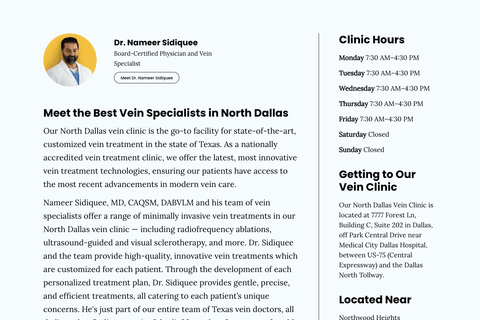 Dr. Nameer Sidiquee
Board-Certified Physician and Vein
Specialist
Meet Dr. Nameer Sidiquee
Meet the Best Vein Specialists in North Dallas
Our North Dallas vein clinic is the go-to facility for state-of-the-art,
customized vein treatment in the state of Texas. As a nationally
accredited vein treatment clinic, we offer the latest, most innovative
vein treatment technologies, ensuring our patients have access to
the most recent advancements in modern vein care.
Nameer Sidiquee, MD, CAQSM, DABVLM and his team of vein
specialists offer a range of minimally invasive vein treatments in our
North Dallas vein clinic — including radiofrequency ablations,
ultrasound-guided and visual sclerotherapy, and more. Dr. Sidiquee
and the team provide high-quality, innovative vein treatments which
are customized for each patient. Through the development of each
personalized treatment plan, Dr. Sidiquee provides gentle, precise,
and efficient treatments, all catering to each patient's unique
concerns. He's just part of our entire team of Texas vein doctors, all
Clinic Hours
Monday 7:30 AM–4:30 PM
Tuesday 7:30 AM–4:30 PM
Wednesday 7:30 AM–4:30 PM
Thursday 7:30 AM–4:30 PM
Friday 7:30 AM–4:30 PM
Saturday Closed
Sunday Closed
Getting to Our
Vein Clinic
Our North Dallas Vein Clinic is
located at 7777 Forest Ln,
Building C, Suite 202 in Dallas,
off Park Central Drive near
Medical City Dallas Hospital,
between US-75 (Central
Expressway) and the Dallas
North Tollway.
Located Near
Northwood Heights